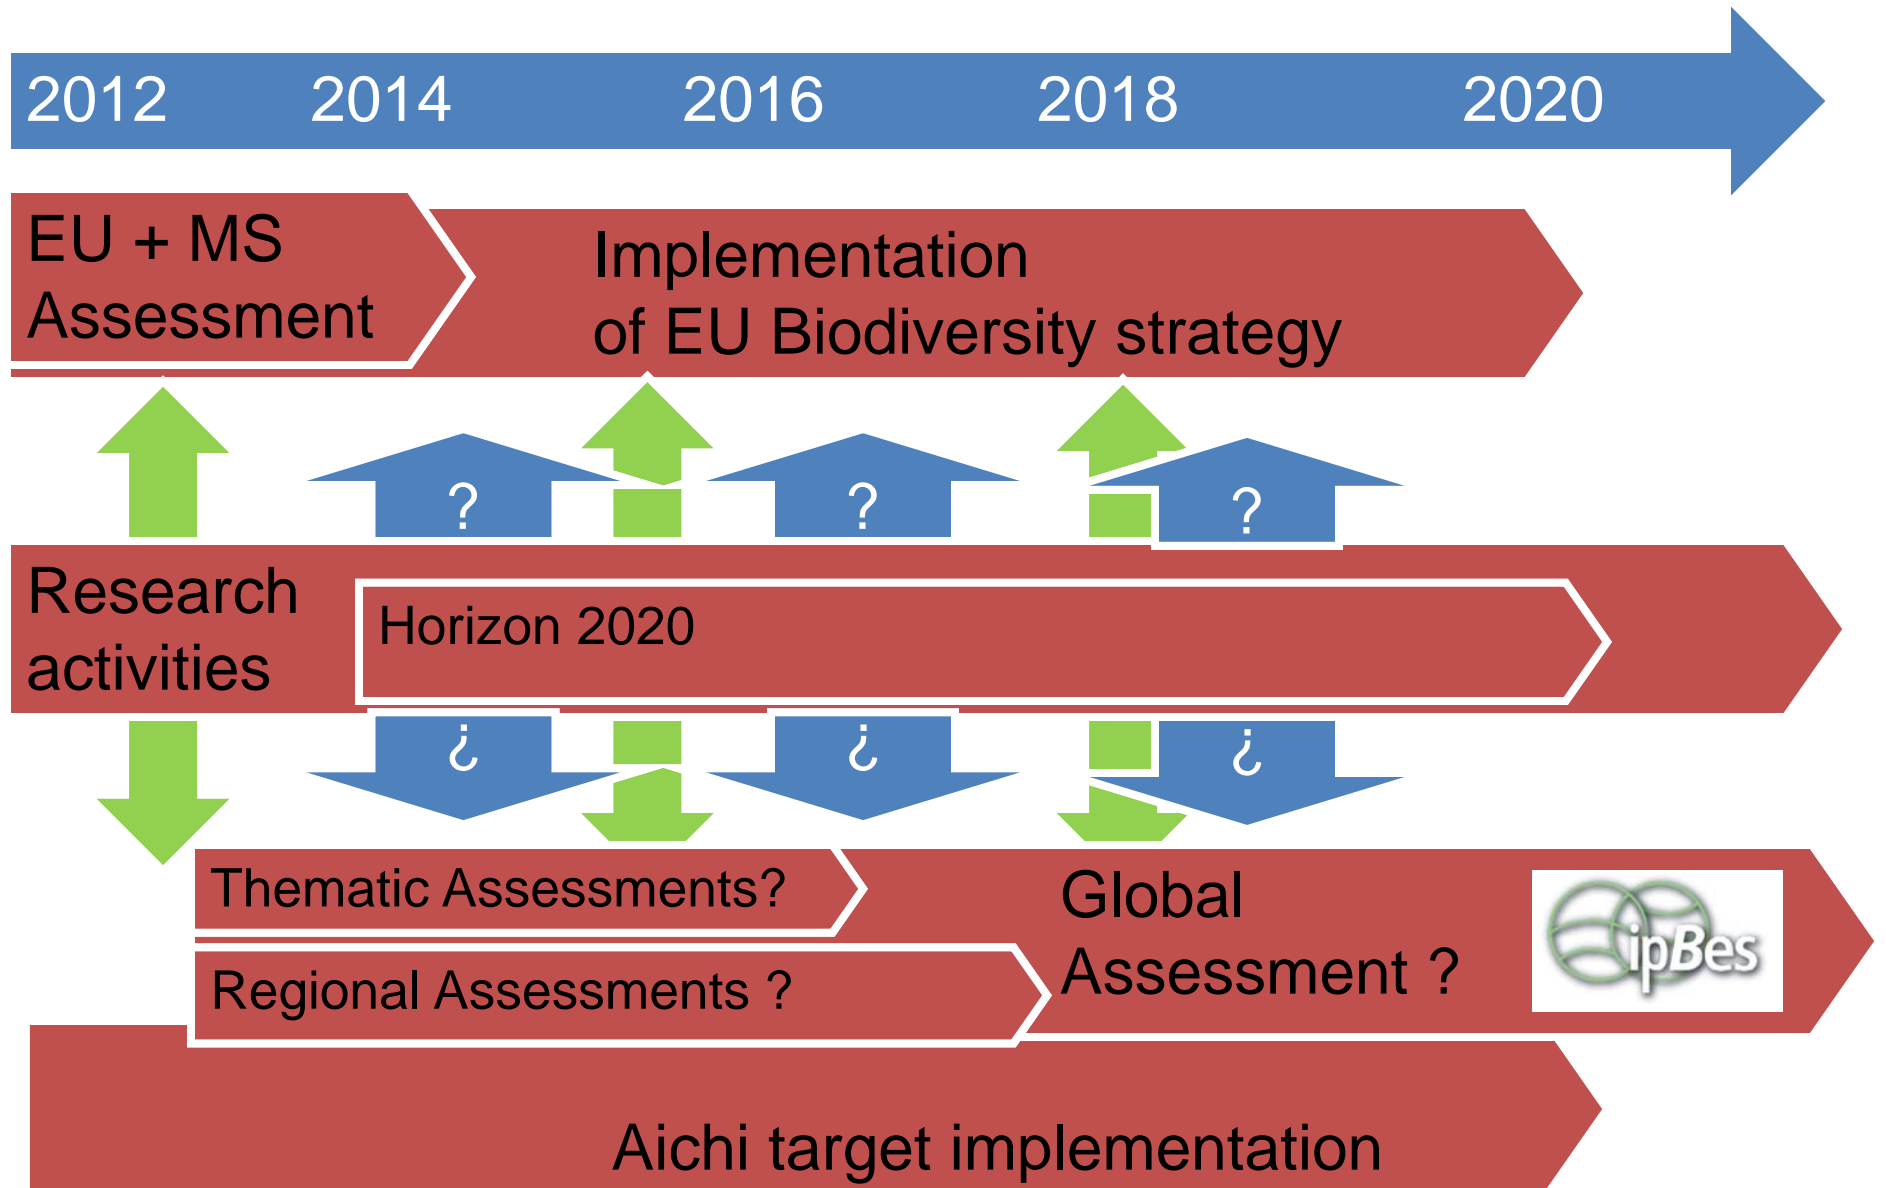 2012 2014 2016 2018 2020
EU + MS
Assessment
Implementation
of EU Biodiversity strategy
? ? ?
Research
activities
Horizon 2020
¿ ¿ ¿
Thematic Assessments?
Regional Assessments ?
Global
Assessment ?
ipBes
Aichi target implementation